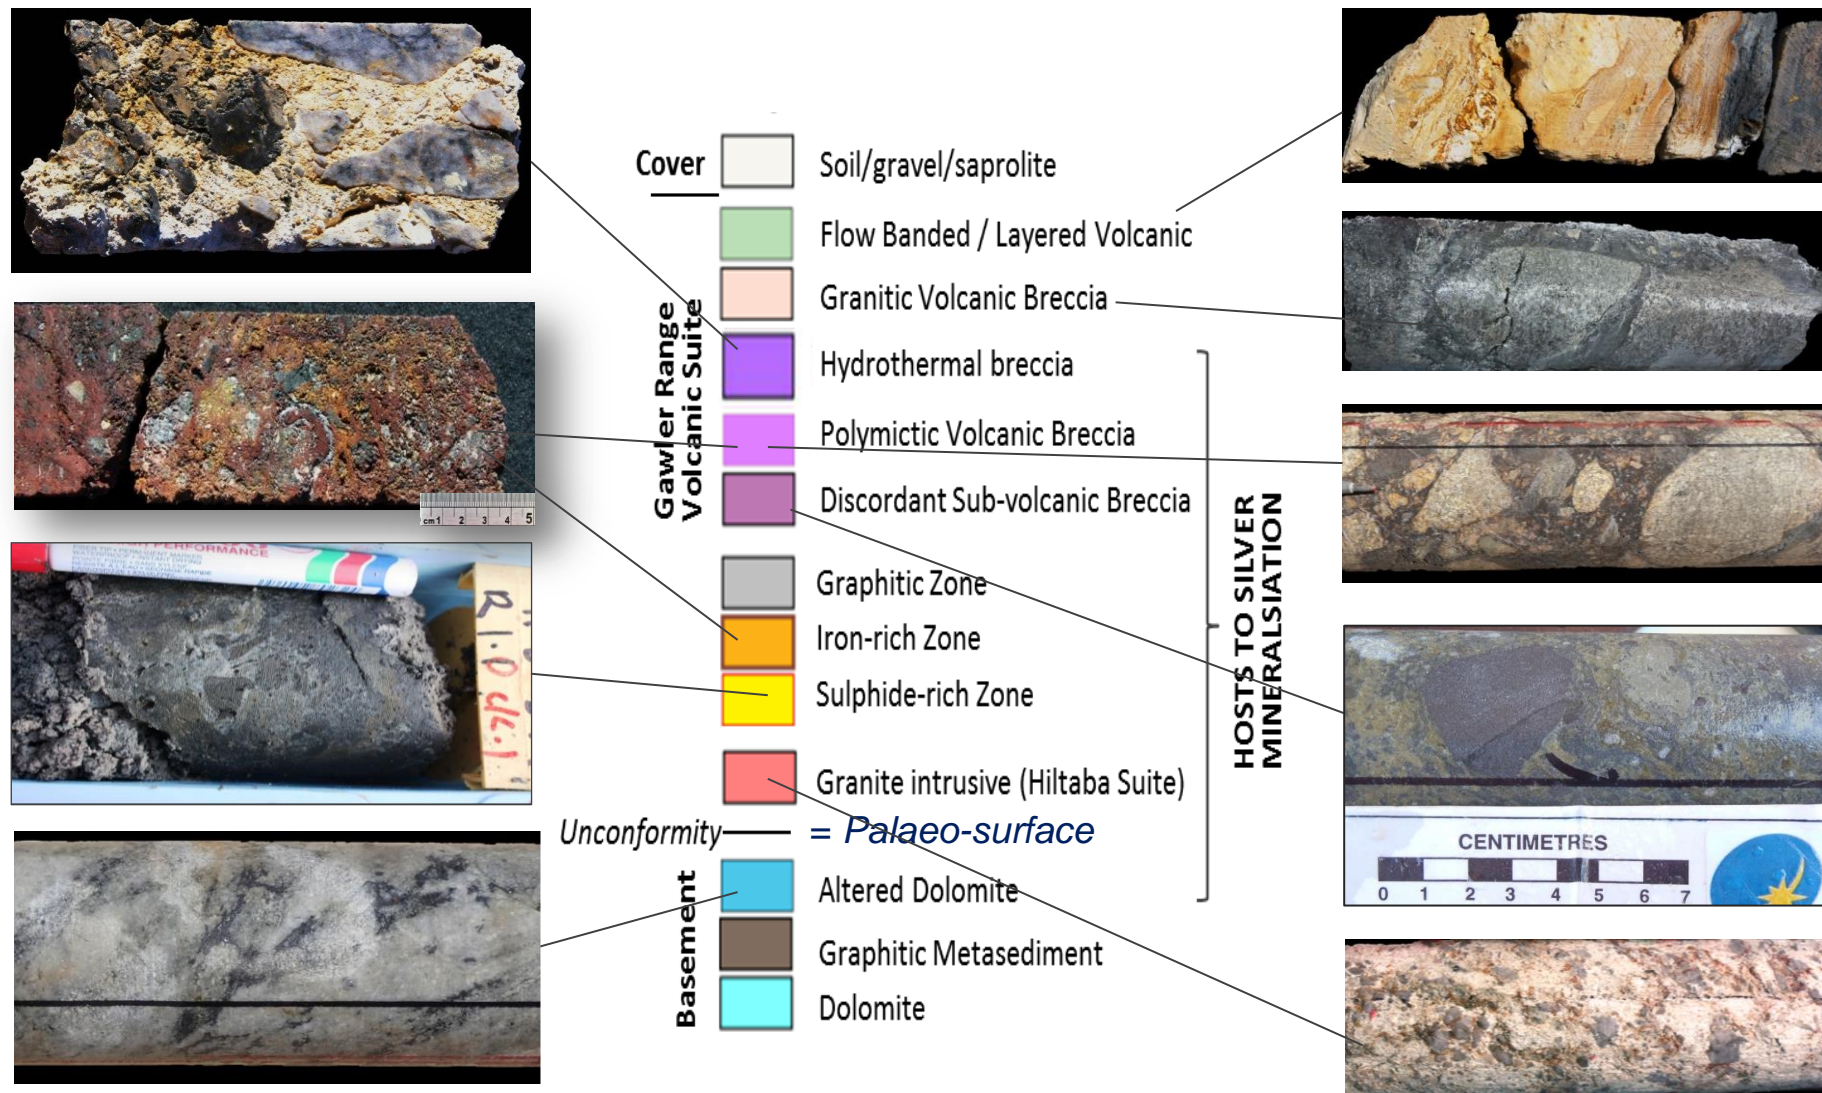 Cover
Soil/gravel/saprolite
Flow Banded / Layered Volcanic
Granitic Volcanic Breccia
Hydrothermal breccia
Polymictic Volcanic Breccia
Discordant Sub-volcanic Breccia
Gawler Range
Volcanic Suite
Graphitic Zone
Iron-rich Zone
Sulphide-rich Zone
Granite intrusive (Hiltaba Suite)
Unconformity
= Palaeo-surface
Basement
Altered Dolomite
Graphitic Metasediment
Dolomite
HOSTS TO SILVER
MINERALSIATION
cm 1 2 3 4 5
PERFORMANCE
R1.0
CENTIMETRES
0 1 2 3 4 5 6 7